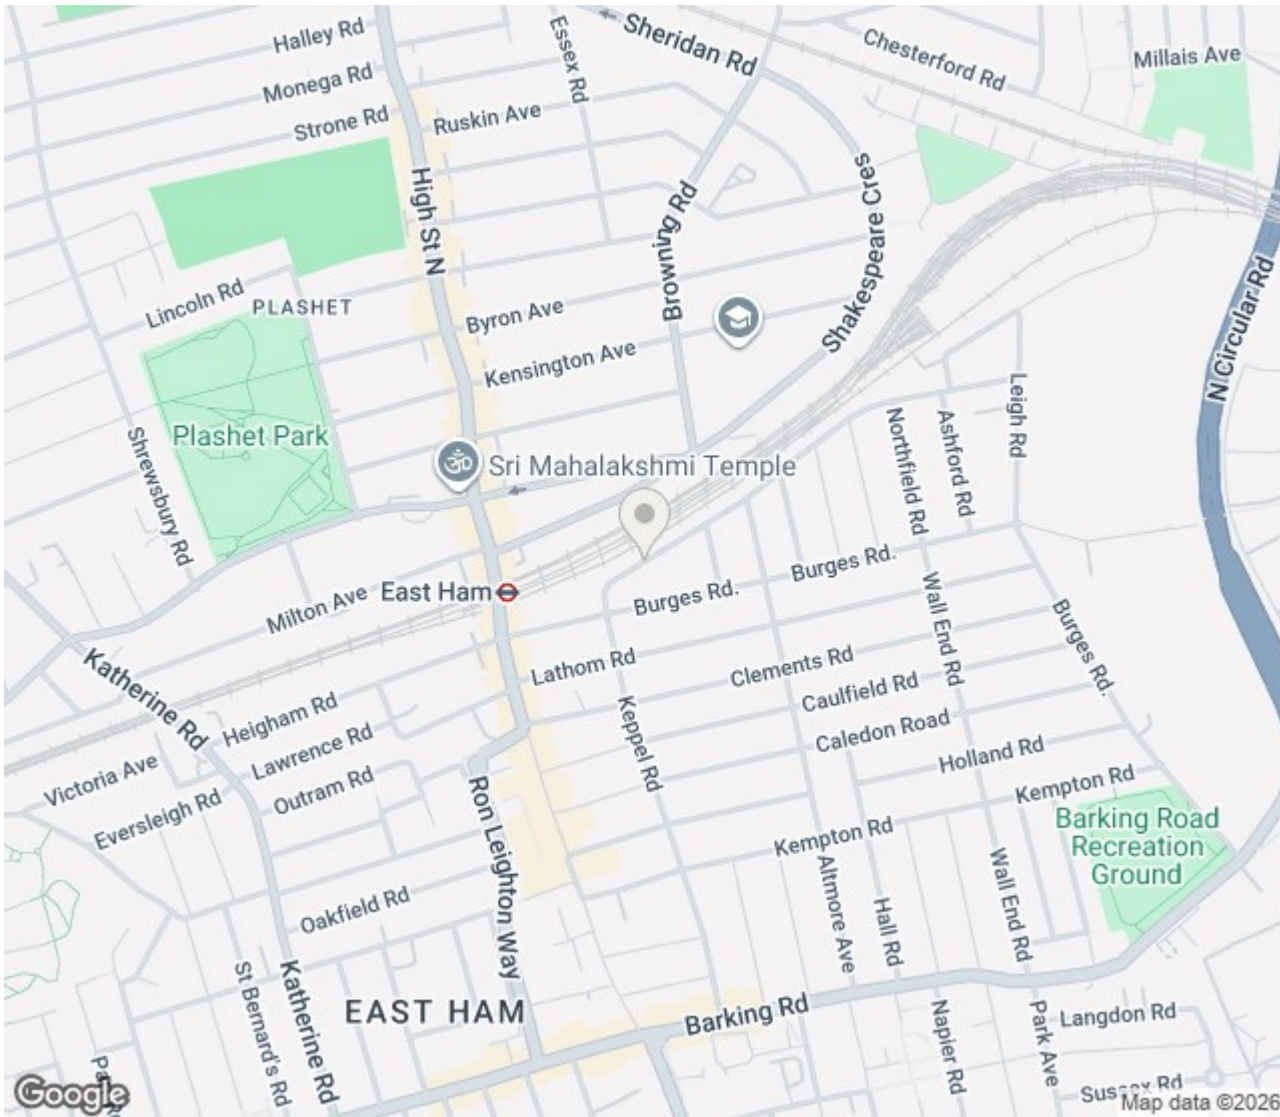 Halley Rd
Essex Rd
Sheridan Rd
Chesterford Rd
Millais Ave
Monega Rd
Strone Rd
Ruskin Ave
High St N
Browning Rd
Shakespeare Cres
N Circular Rd
Lincoln Rd
PLASHET
Byron Ave
Kensington Ave
Plashet Park
Shrewsbury Rd
Sri Mahalakshmi Temple
Northfield Rd
Ashford Rd
Leigh Rd
Milton Ave
East Ham
Burges Rd.
Burges Rd.
Wall End Rd
Burges Rd.
Katherine Rd
Heigham Rd
Lathom Rd
Clements Rd
Caulfield Rd
Caledon Road
Keppel Rd
Lawrence Rd
Victoria Ave
Outram Rd
Eversleigh Rd
Holland Rd
Kempton Rd
Ron Leighton Way
Kempton Rd
Barking Road
Recreation
Ground
Altmore Ave
Hall Rd
Wall End Rd
Oakfield Rd
St Bernard's Rd
Katherine Rd
EAST HAM
Barking Rd
Napier Rd
Park Ave
Langdon Rd
Sussex Rd
Google
Map data ©2026